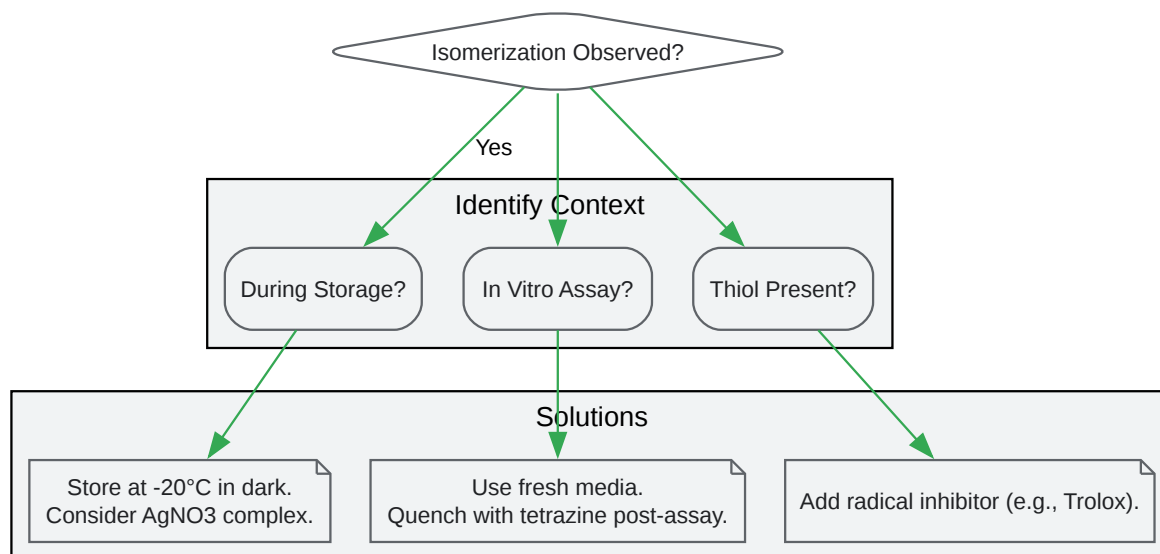 Isomerization Observed?
Yes
Identify Context
During Storage?
In Vitro Assay?
Thiol Present?
Solutions
Store at -20°C in dark.
Consider AgNO3 complex.
Use fresh media.
Quench with tetrazine post-assay.
Add radical inhibitor (e.g., Trolox).